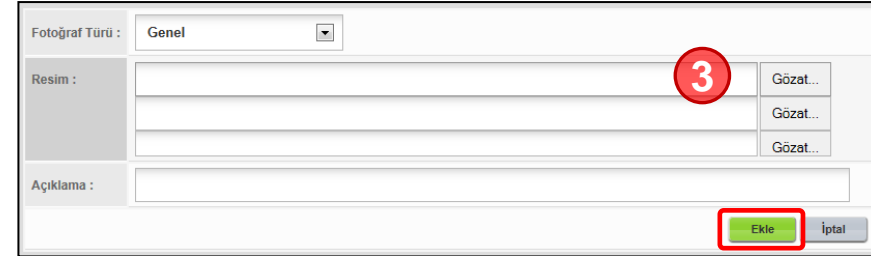 Fotoğraf Türü : Genel
Resim : 3 Gözat...
Gözat...
Gözat...
Açıklama :
Ekle İptal